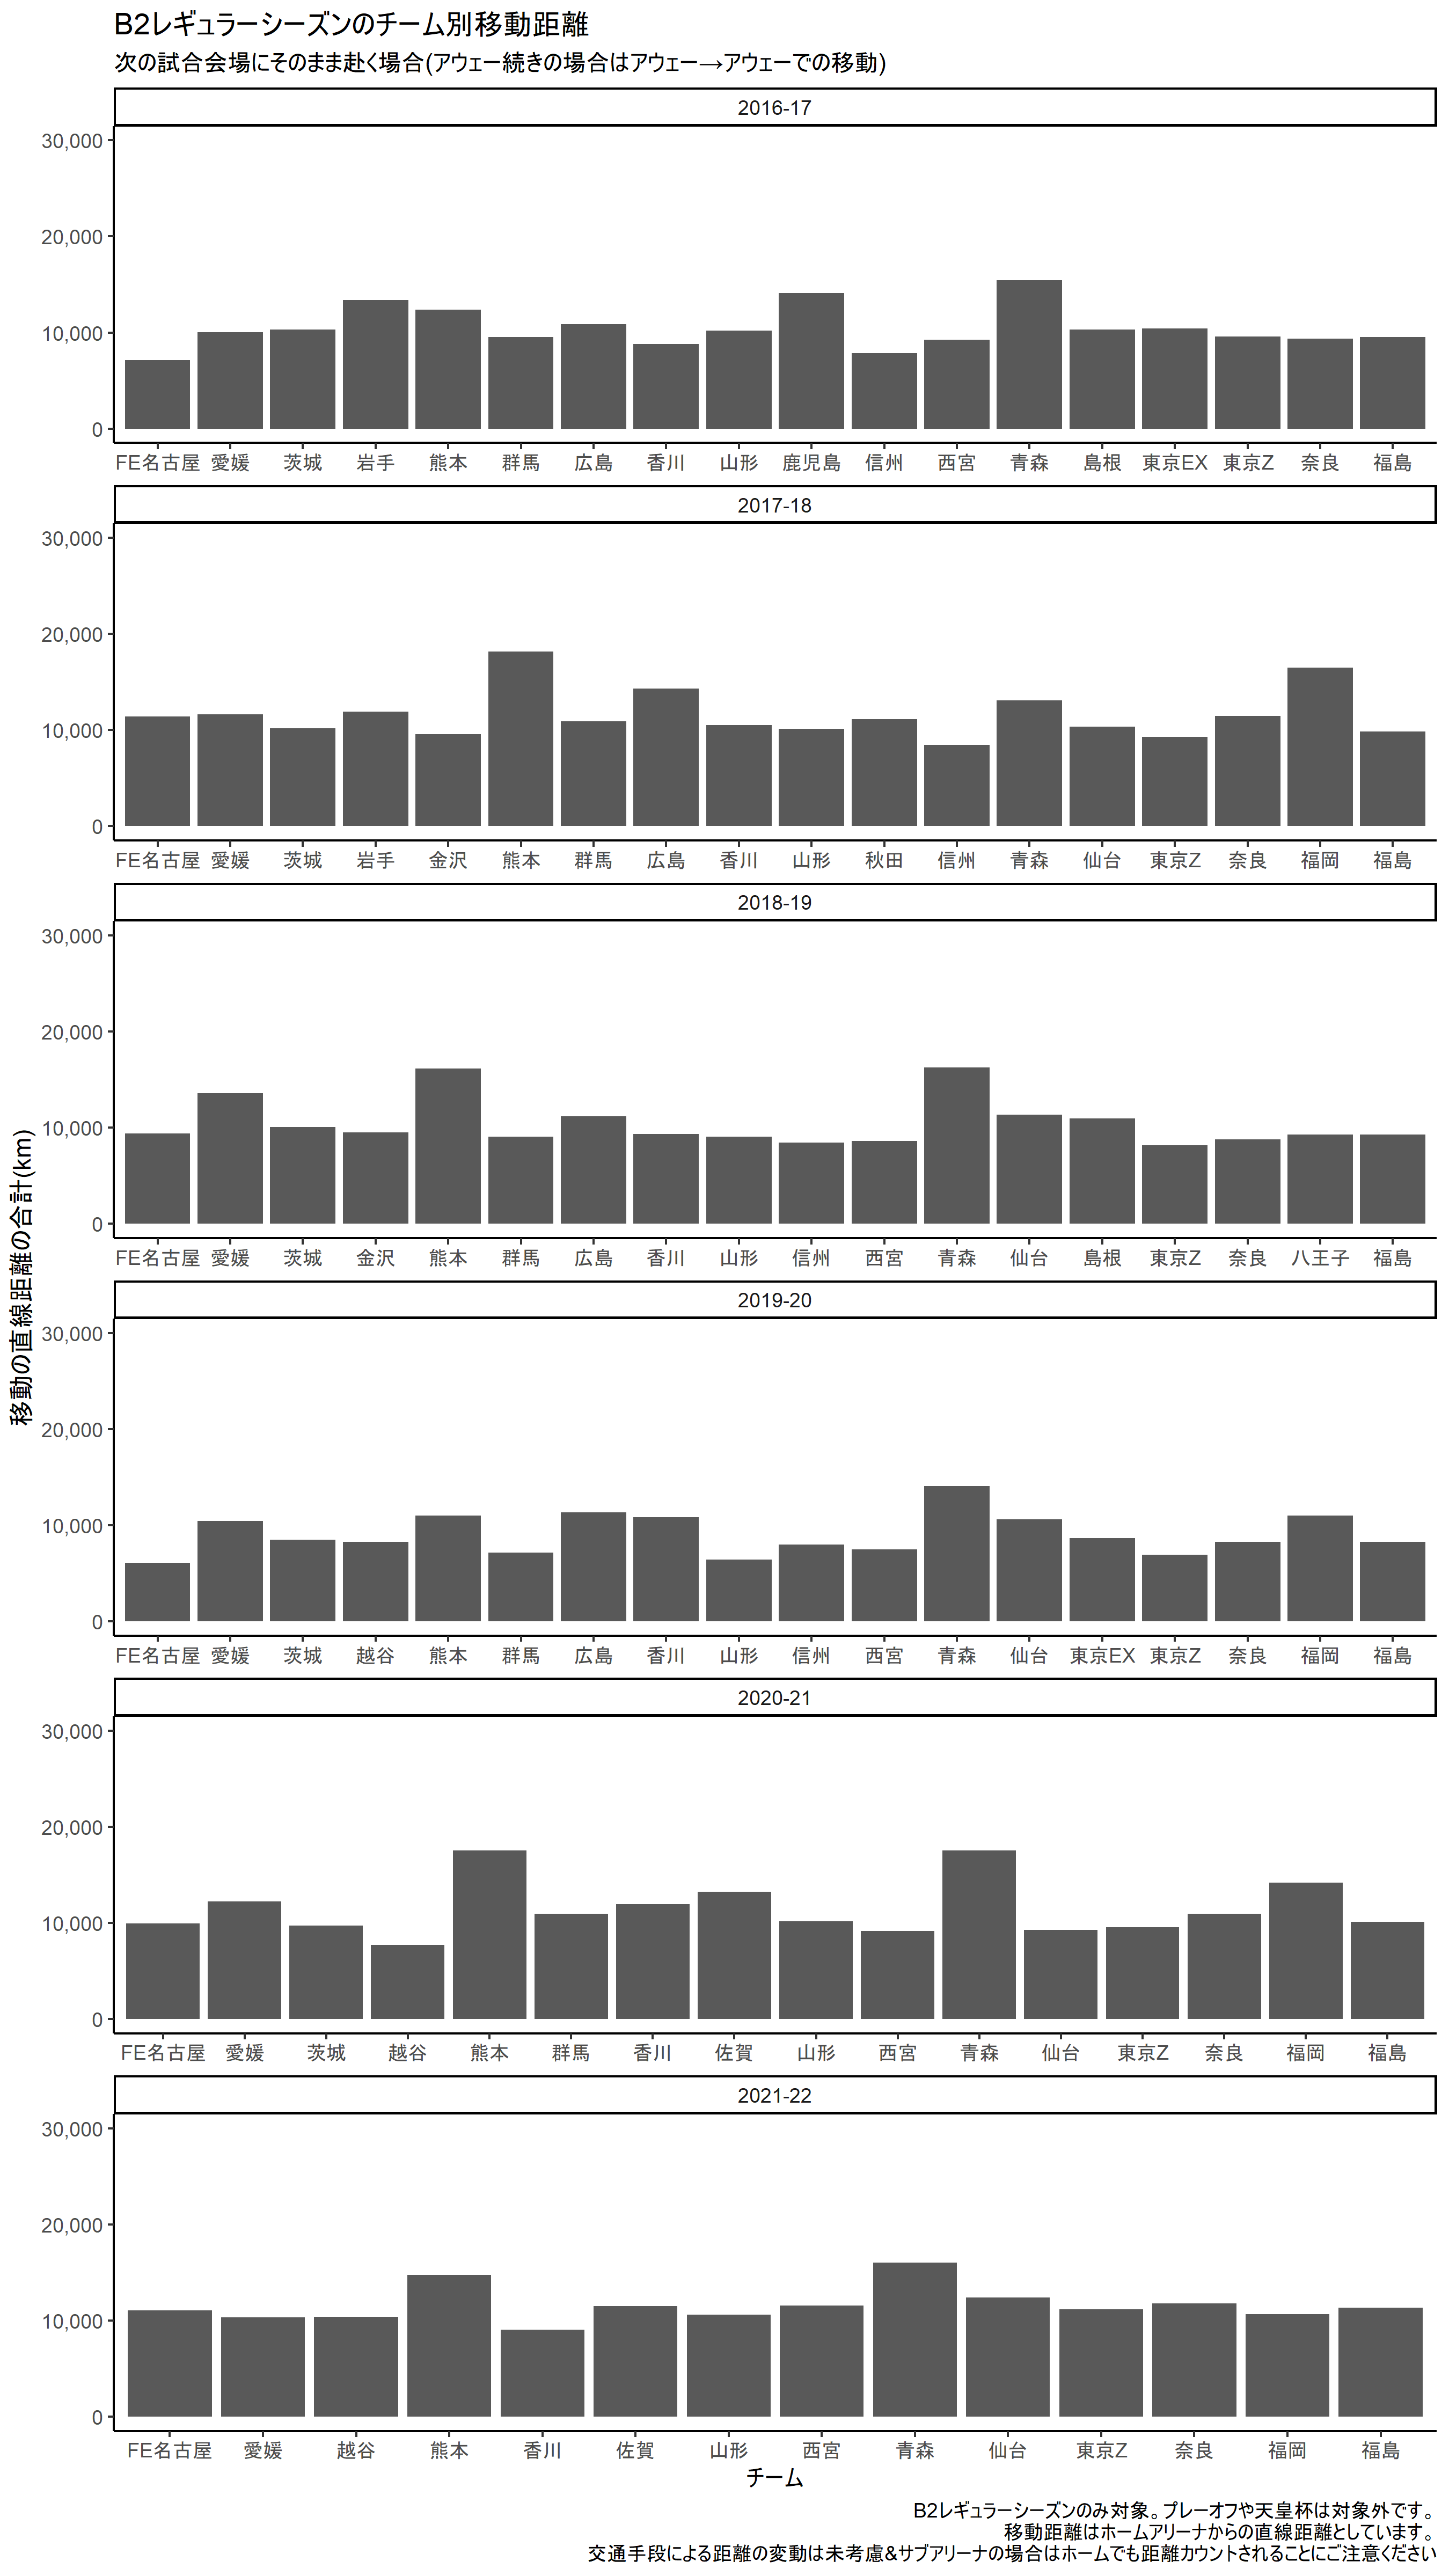 B2レギュラーシーズンのチーム別移動距離
次の試合会場にそのまま赴く場合(アウェー続きの場合はアウェー→アウェーでの移動)
移動の直線距離の合計(km)
2016-17
30,000
20,000
10,000
0
FE名古屋 愛媛 茨城 岩手 熊本 群馬 広島 香川 山形 鹿児島 信州 西宮 青森 島根 東京EX 東京Z 奈良 福島
2017-18
30,000
20,000
10,000
0
FE名古屋 愛媛 茨城 岩手 金沢 熊本 群馬 広島 香川 山形 秋田 信州 青森 仙台 東京Z 奈良 福岡 福島
2018-19
30,000
20,000
10,000
0
FE名古屋 愛媛 茨城 金沢 熊本 群馬 広島 香川 山形 信州 西宮 青森 仙台 島根 東京Z 奈良 八王子 福島
2019-20
30,000
20,000
10,000
0
FE名古屋 愛媛 茨城 越谷 熊本 群馬 広島 香川 山形 信州 西宮 青森 仙台 東京EX 東京Z 奈良 福岡 福島
2020-21
30,000
20,000
10,000
0
FE名古屋 愛媛 茨城 越谷 熊本 群馬 香川 佐賀 山形 西宮 青森 仙台 東京Z 奈良 福岡 福島
2021-22
30,000
20,000
10,000
0
FE名古屋 愛媛 越谷 熊本 香川 佐賀 山形 西宮 青森 仙台 東京Z 奈良 福岡 福島
チーム
B2レギュラーシーズンのみ対象。プレーオフや天皇杯は対象外です。
移動距離はホームアリーナからの直線距離としています。
交通手段による距離の変動は未考慮&サブアリーナの場合はホームでも距離カウントされることにご注意ください